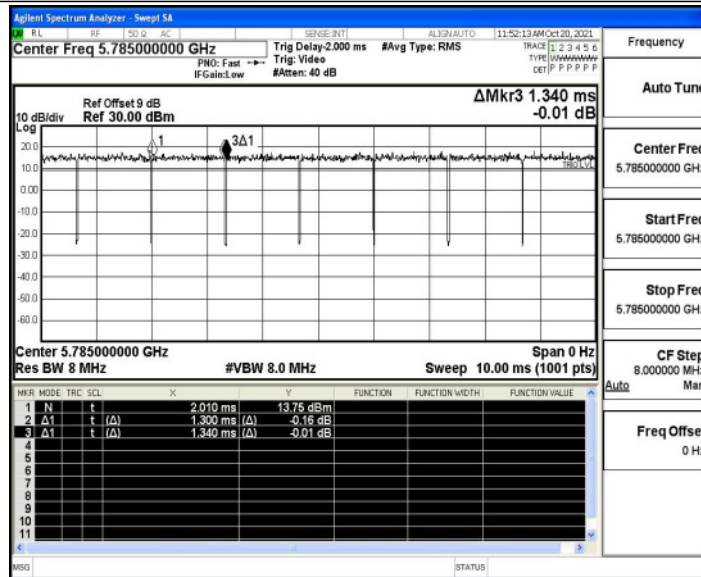 Agilent Spectrum Analyzer - Swept SA
RL RF 50 Ω AC SENSE:INT ALIGNAUTO 11:52:13 AM Oct 20, 2021
Center Freq 5.785000000 GHz
PNO: Fast
IFGain:Low
Trig Delay-2.000 ms
Trig: Video
#Atten: 40 dB
#Avg Type: RMS
TRACE 1 2 3 4 5 6
TYPE WWWWWW
DET P P P P P P
ΔMkr3 1.340 ms
-0.01 dB
Ref Offset 9 dB
10 dB/div Ref 30.00 dBm
Log
1 3Δ1
20.0
10.0
TRIG LVL
0.00
-10.0
-20.0
-30.0
-40.0
-50.0
-60.0
Center 5.785000000 GHz Span 0 Hz
Res BW 8 MHz #VBW 8.0 MHz Sweep 10.00 ms (1001 pts)
MKR MODE TRC SCL X Y FUNCTION FUNCTION WIDTH FUNCTION VALUE
1 N t 2.010 ms 13.75 dBm
2 Δ1 t (Δ) 1.300 ms (Δ) -0.16 dB
3 Δ1 t (Δ) 1.340 ms (Δ) -0.01 dB
4
5
6
7
8
9
10
11
MSG STATUS
Frequency
Auto Tune
Center Freq
5.785000000 GHz
Start Freq
5.785000000 GHz
Stop Freq
5.785000000 GHz
CF Step
8.000000 MHz
Auto Man
Freq Offset
0 Hz